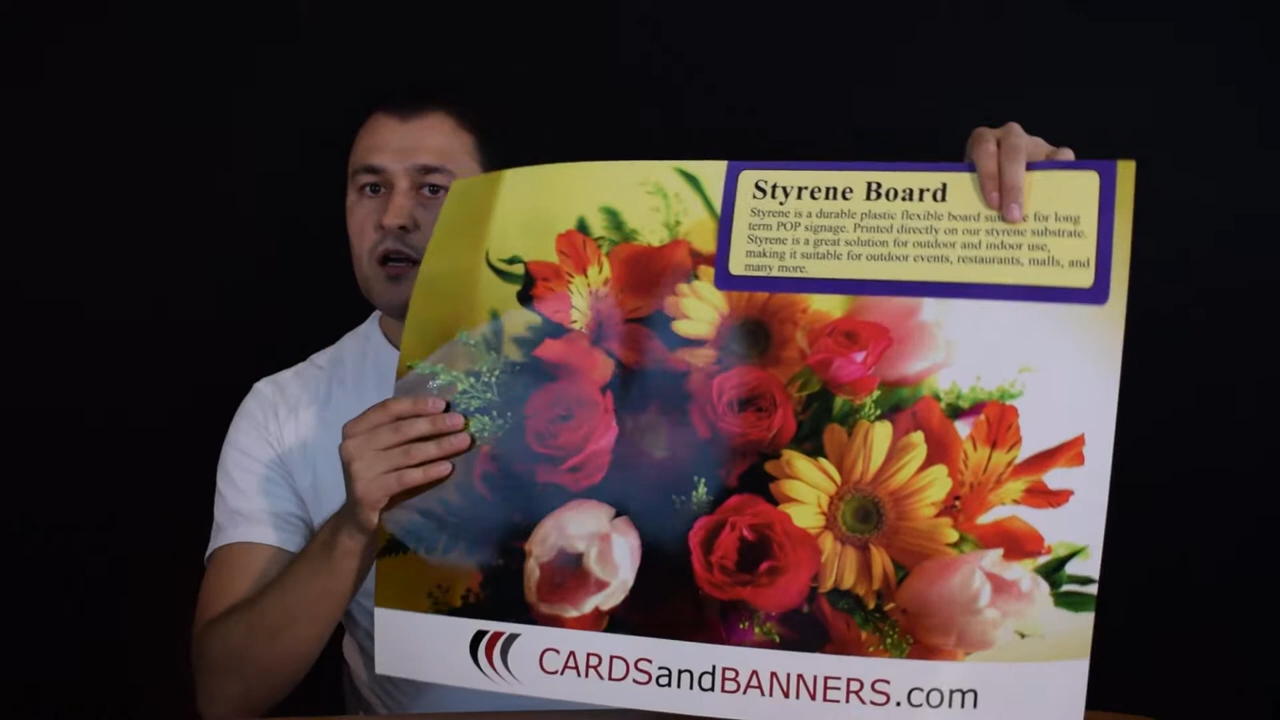 Styrene Board
Styrene is a durable plastic flexible board for long
term POP signage. Printed directly on our styrene substrate.
Styrene is a great solution for outdoor and indoor use,
making it suitable for outdoor events, restaurants, malls, and
many more.
CARDSandBANNERS.com